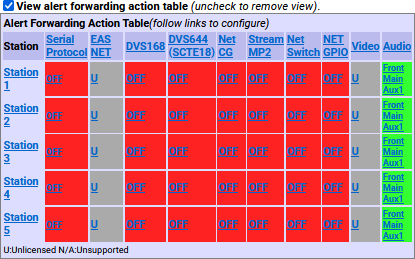 View alert forwarding action table (uncheck to remove view).
Alert Forwarding Action Table(follow links to configure)
Station Serial Protocol EAS NET DVS168 DVS644 (SCTE18) Net CG Stream MP2 Net Switch NET GPIO Video Audio
Station 1 OFF U OFF OFF OFF OFF OFF OFF U Front Main Aux1
Station 2 OFF U OFF OFF OFF OFF OFF OFF U Front Main Aux1
Station 3 OFF U OFF OFF OFF OFF OFF OFF U Front Main Aux1
Station 4 OFF U OFF OFF OFF OFF OFF OFF U Front Main Aux1
Station 5 OFF U OFF OFF OFF OFF OFF OFF U Front Main Aux1
U:Unlicensed N/A:Unsupported